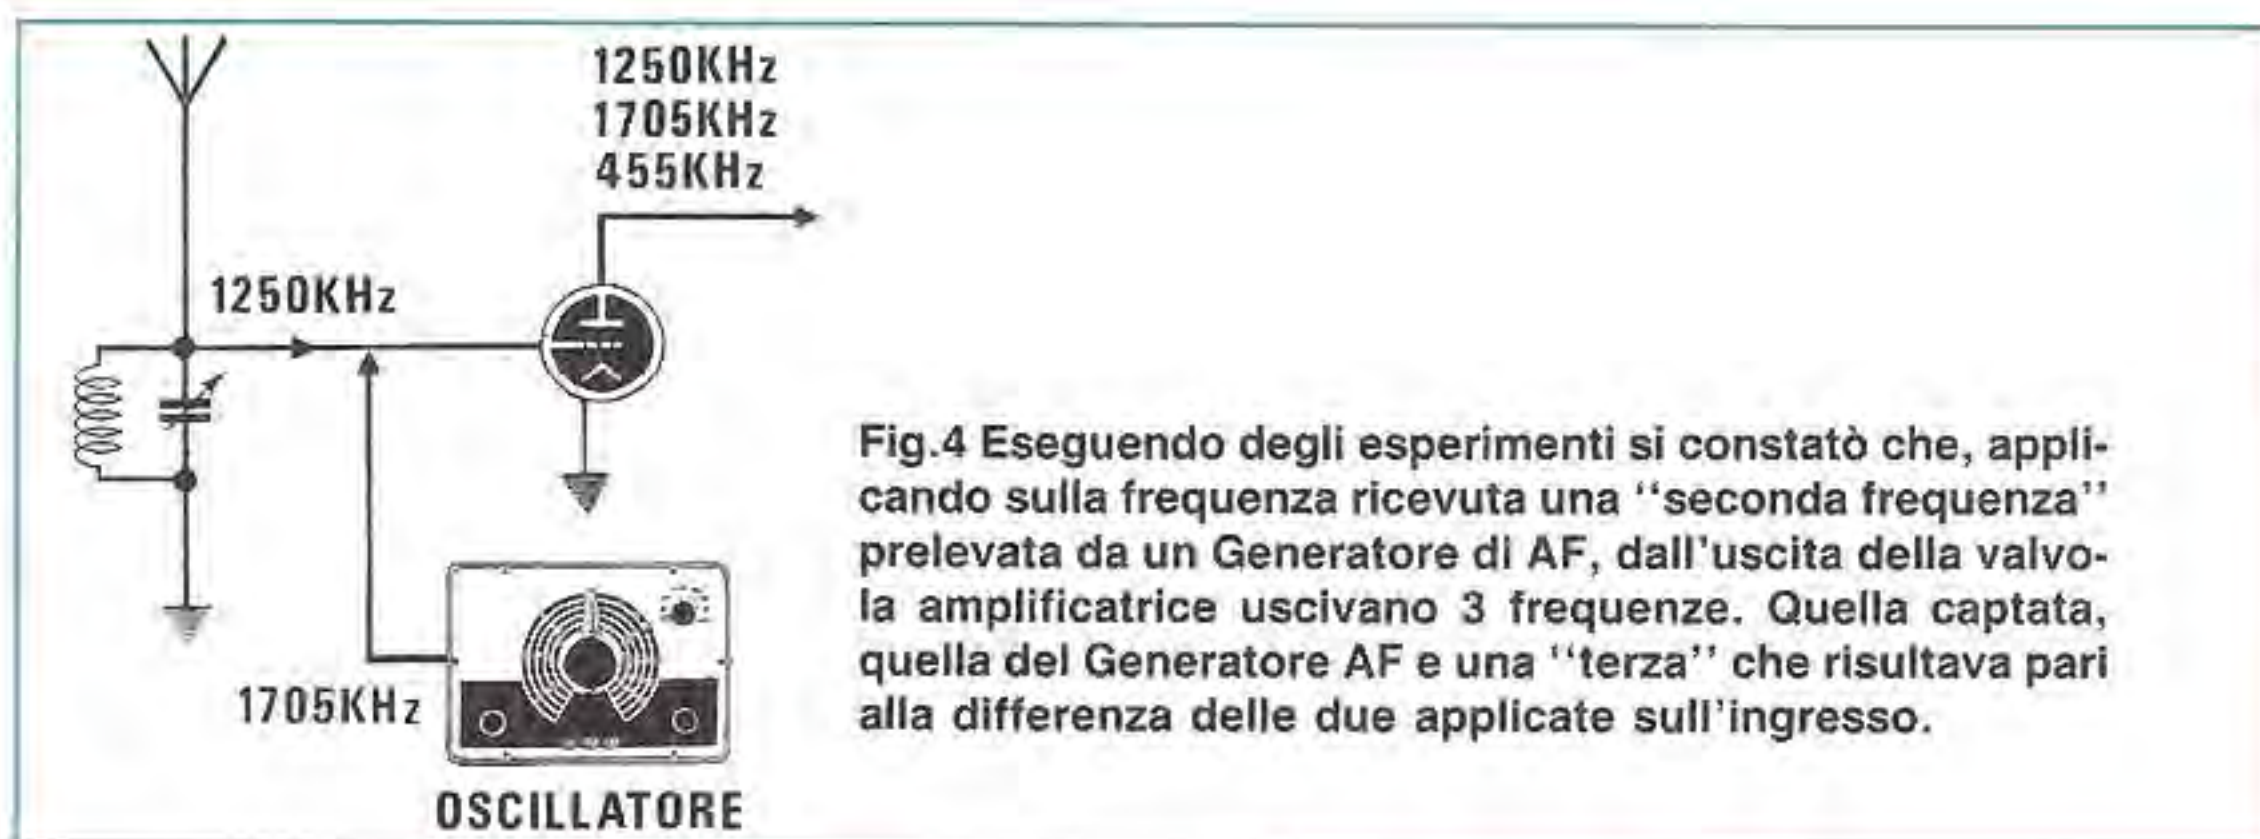 1250KHz
1705KHz
455KHz
1250KHz
1705KHz
OSCILLATORE
Fig.4 Eseguendo degli esperimenti si constatò che, appli-
cando sulla frequenza ricevuta una ‘‘seconda frequenza’’
prelevata da un Generatore di AF, dall'uscita della valvo-
la amplificatrice uscivano 3 frequenze. Quella captata,
quella del Generatore AF e una ‘‘terza’’ che risultava pari
alla differenza delle due applicate sull'ingresso.